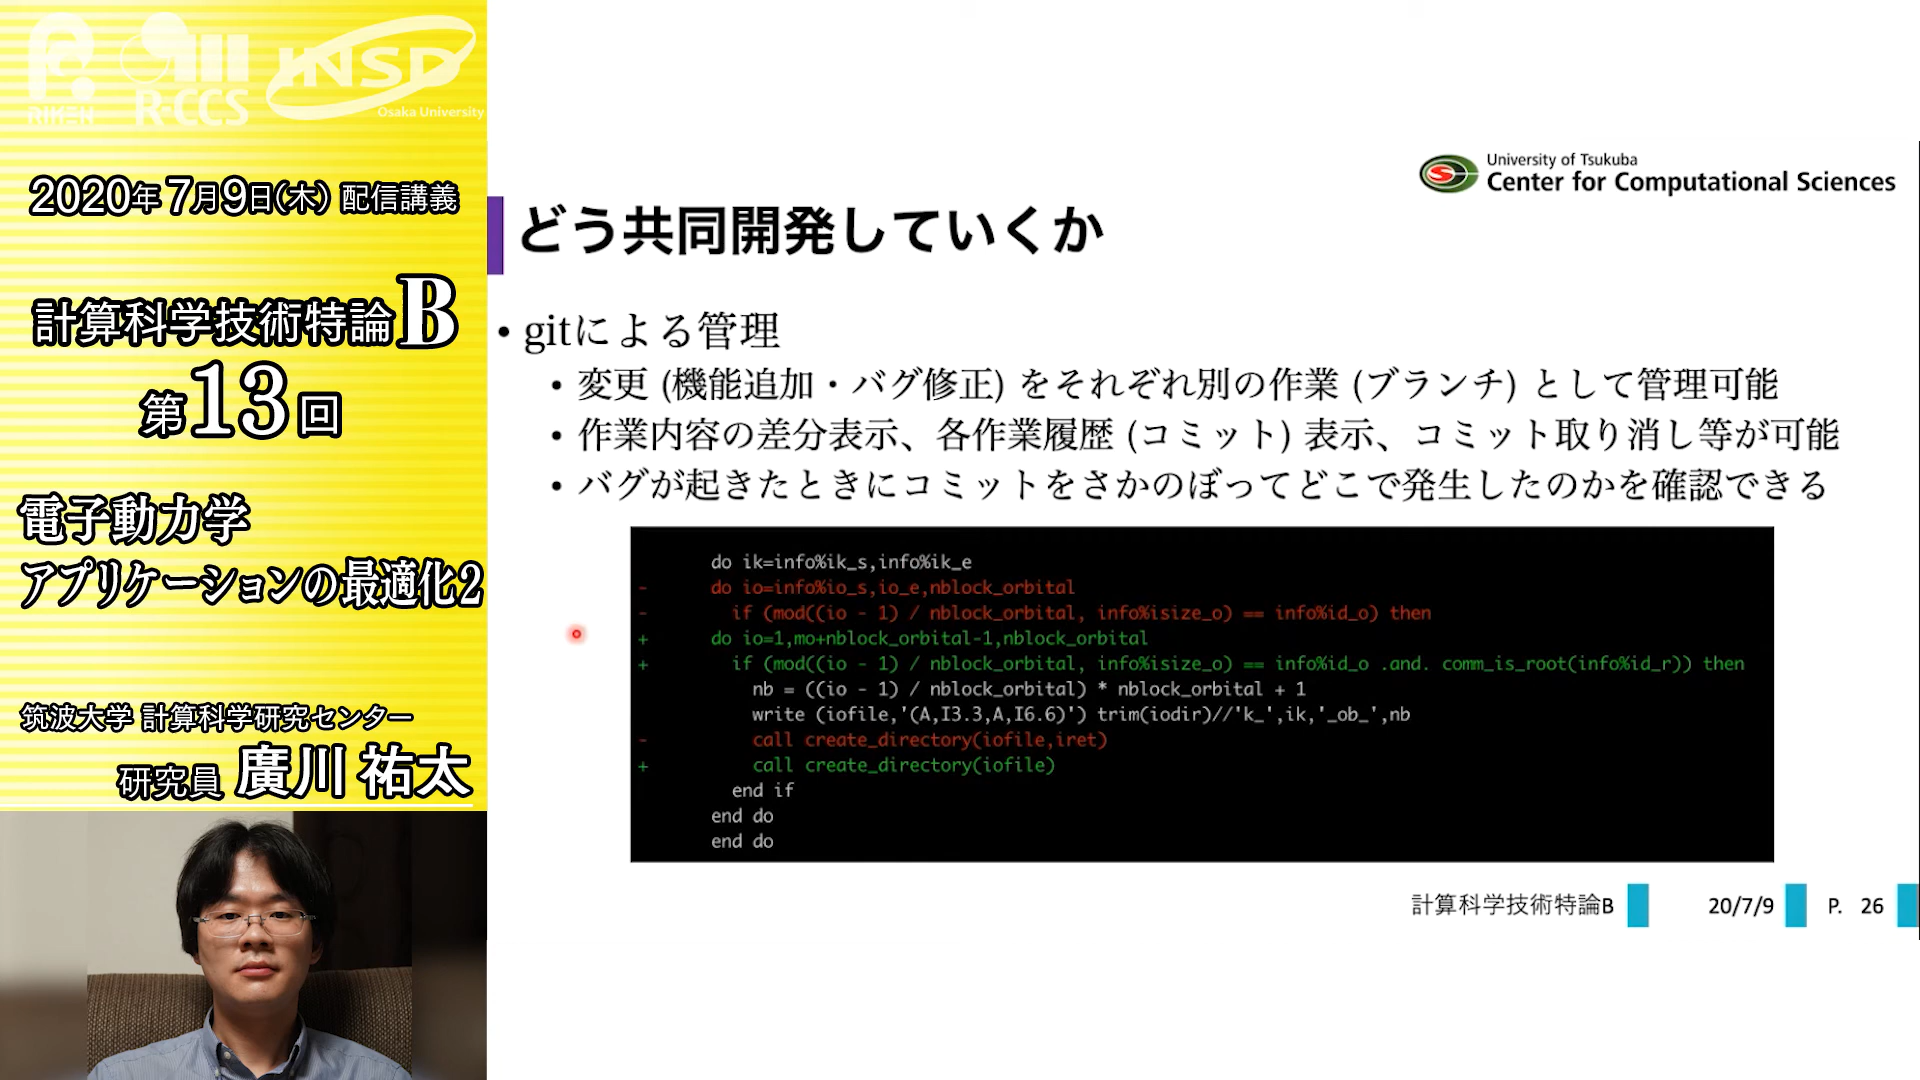 RIKEN
R-CCS
INSD
Osaka University
2020年7月9日(木) 配信講義
計算科学技術特論B
第13回
電子動力学
アプリケーションの最適化2
筑波大学 計算科学研究センター
研究員 廣川 祐太
University of Tsukuba
Center for Computational Sciences
どう共同開発していくか
• gitによる管理
• 変更 (機能追加・バグ修正) をそれぞれ別の作業 (ブランチ) として管理可能
• 作業内容の差分表示、各作業履歴 (コミット) 表示、コミット取り消し等が可能
• バグが起きたときにコミットをさかのぼってどこで発生したのかを確認できる
do ik=info%ik_s,info%ik_e
- do io=info%io_s,io_e,nblock_orbital
- if (mod((io - 1) / nblock_orbital, info%isize_o) == info%id_o) then
+ do io=1,mo+nblock_orbital-1,nblock_orbital
+ if (mod((io - 1) / nblock_orbital, info%isize_o) == info%id_o .and. comm_is_root(info%id_r)) then
nb = ((io - 1) / nblock_orbital) * nblock_orbital + 1
write (iofile,'(A,I3.3,A,I6.6)') trim(iodir)//'k_',ik,'_ob_',nb
- call create_directory(iofile,iret)
+ call create_directory(iofile)
end if
end do
end do
計算科学技術特論B 20/7/9 P. 26